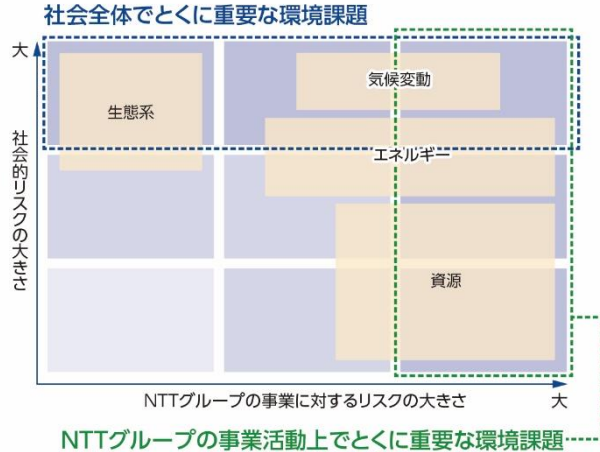 社会全体でとくに重要な環境課題
大
気候変動
生態系
エネルギー
社会的リスクの大きさ
資源
NTTグループの事業に対するリスクの大きさ
大
NTTグループの事業活動上でとくに重要な環境課題